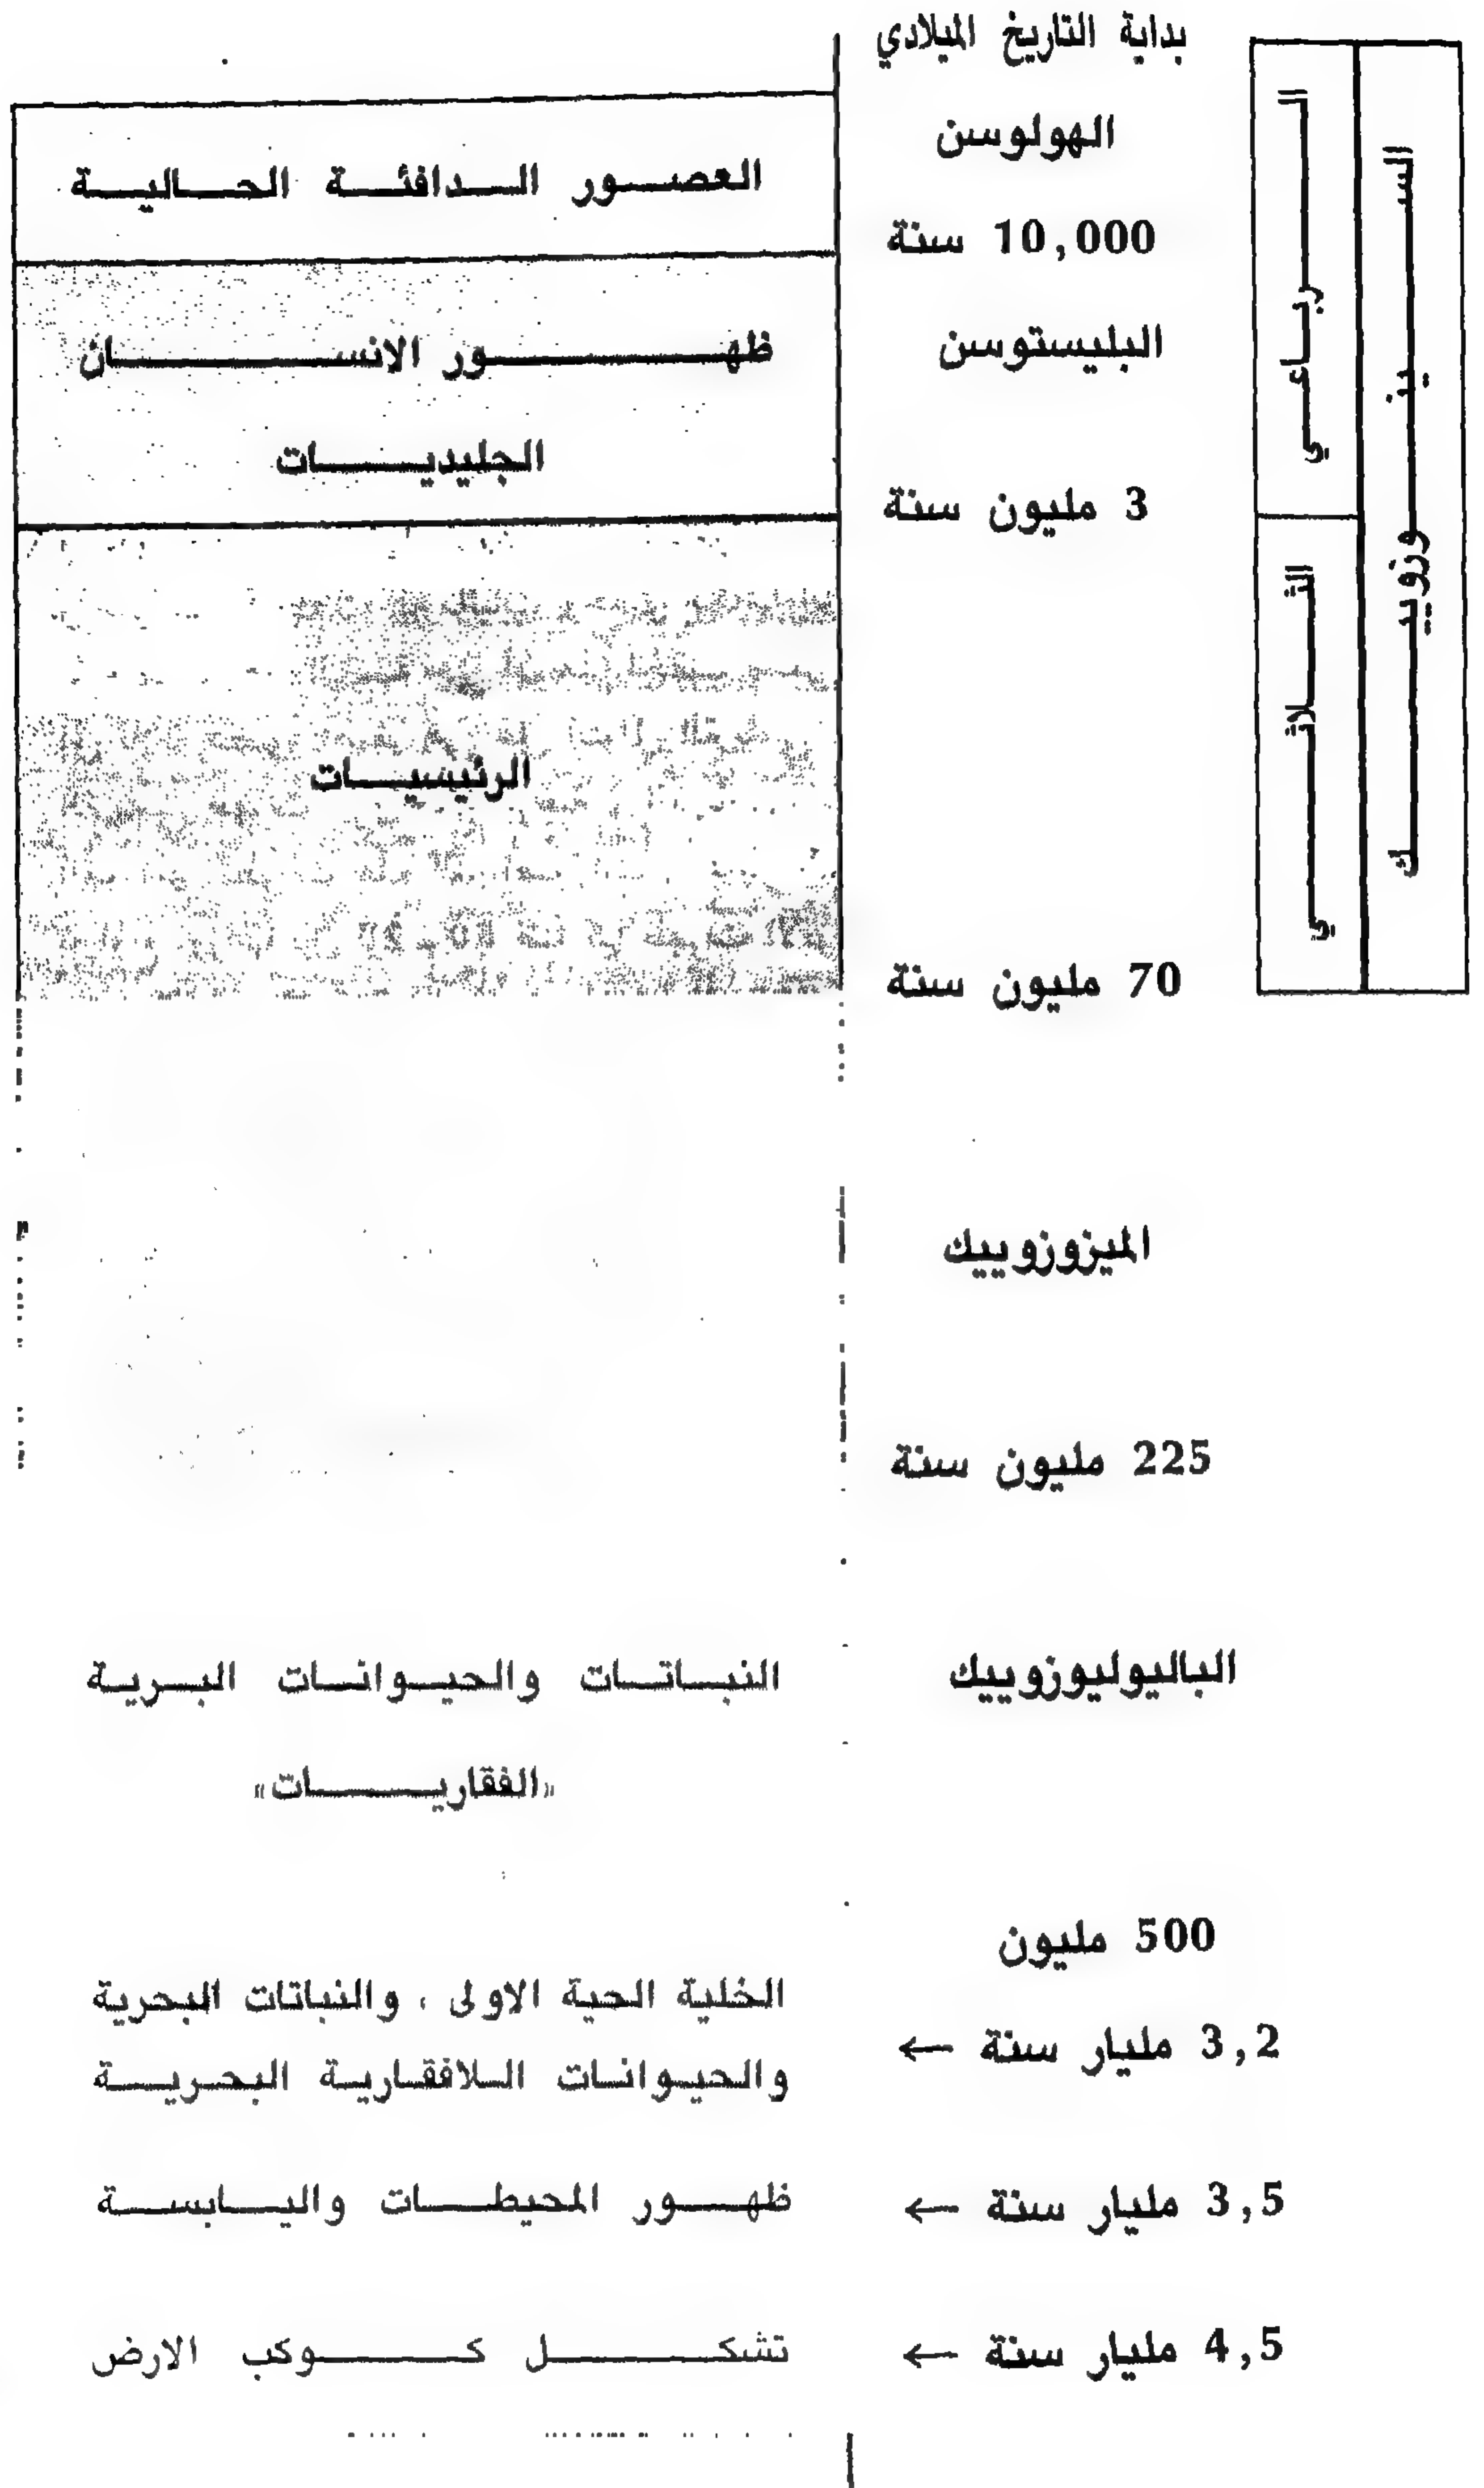 بداية التاريخ الميلادي
الهولوسن
العصور الدافئة الحالية
10,000 سنة
البليستوسن
ظهور الانسان
الجليديات
3 مليون سنة
الرباعي
السينوزوييك
الثلاثي
الرئيسيات
70 مليون سنة
الميزوزوييك
225 مليون سنة
الباليوليوزوييك
النباتات والحيوانات البرية
«الفقاريات»
500 مليون
الخلية الحية الاولى ، والنباتات البحرية
3,2 مليار سنة ←
والحيوانات اللافقارية البحرية
3,5 مليار سنة ←
ظهور المحيطات واليابسة
4,5 مليار سنة ←
تشكل كوكب الارض